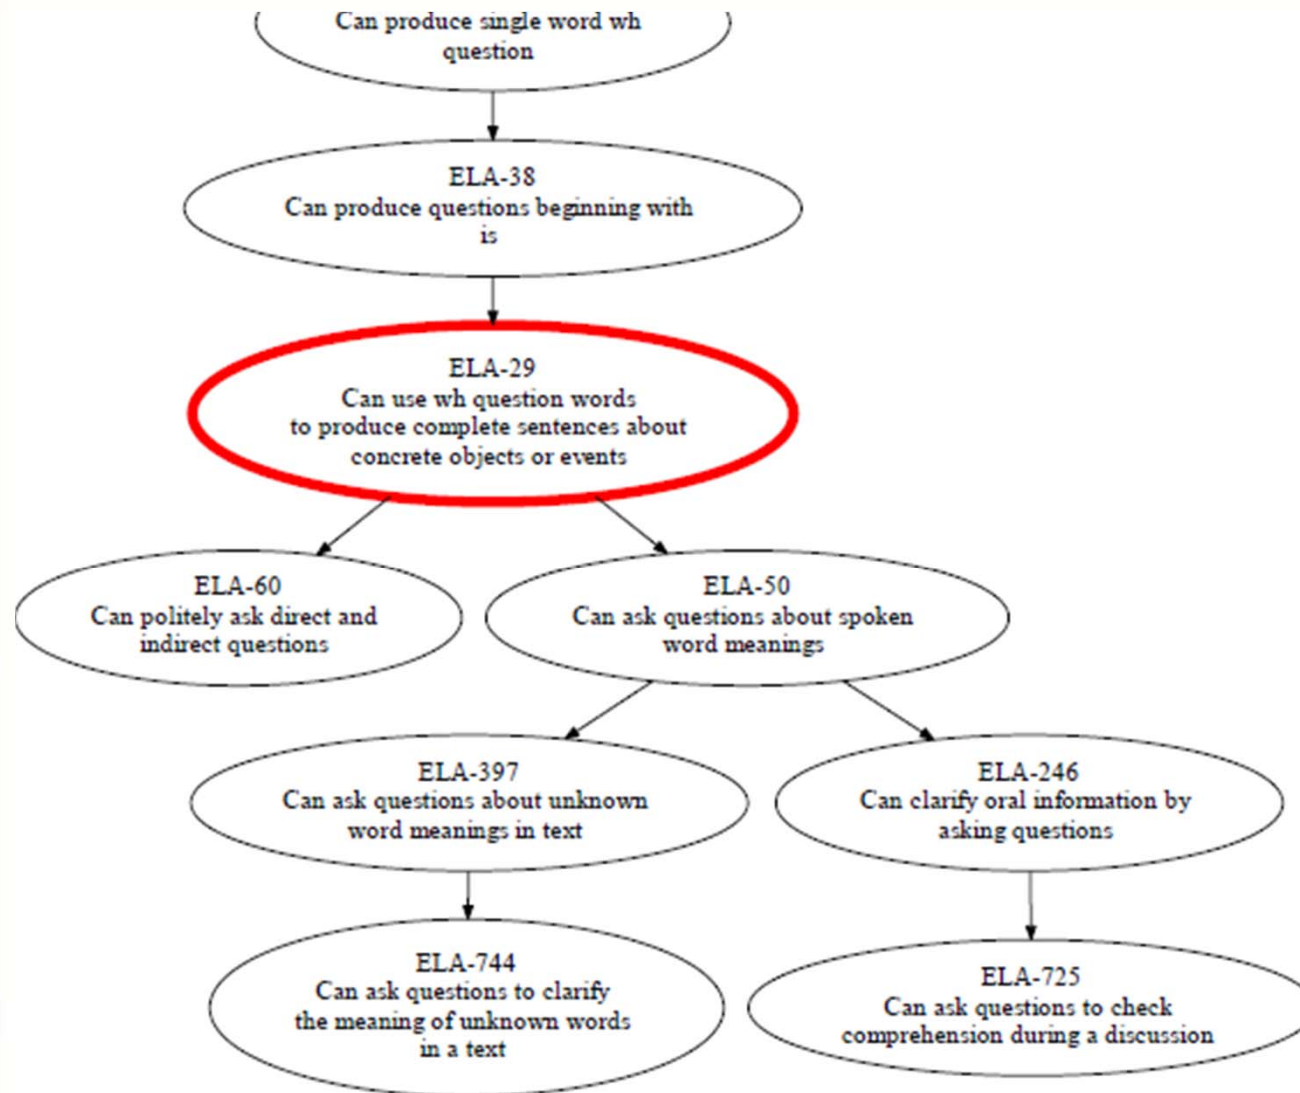 Can produce single word wh
question
ELA-38
Can produce questions beginning with
is
ELA-29
Can use wh question words
to produce complete sentences about
concrete objects or events
ELA-60
Can politely ask direct and
indirect questions
ELA-50
Can ask questions about spoken
word meanings
ELA-397
Can ask questions about unknown
word meanings in text
ELA-246
Can clarify oral information by
asking questions
ELA-744
Can ask questions to clarify
the meaning of unknown words
in a text
ELA-725
Can ask questions to check
comprehension during a discussion